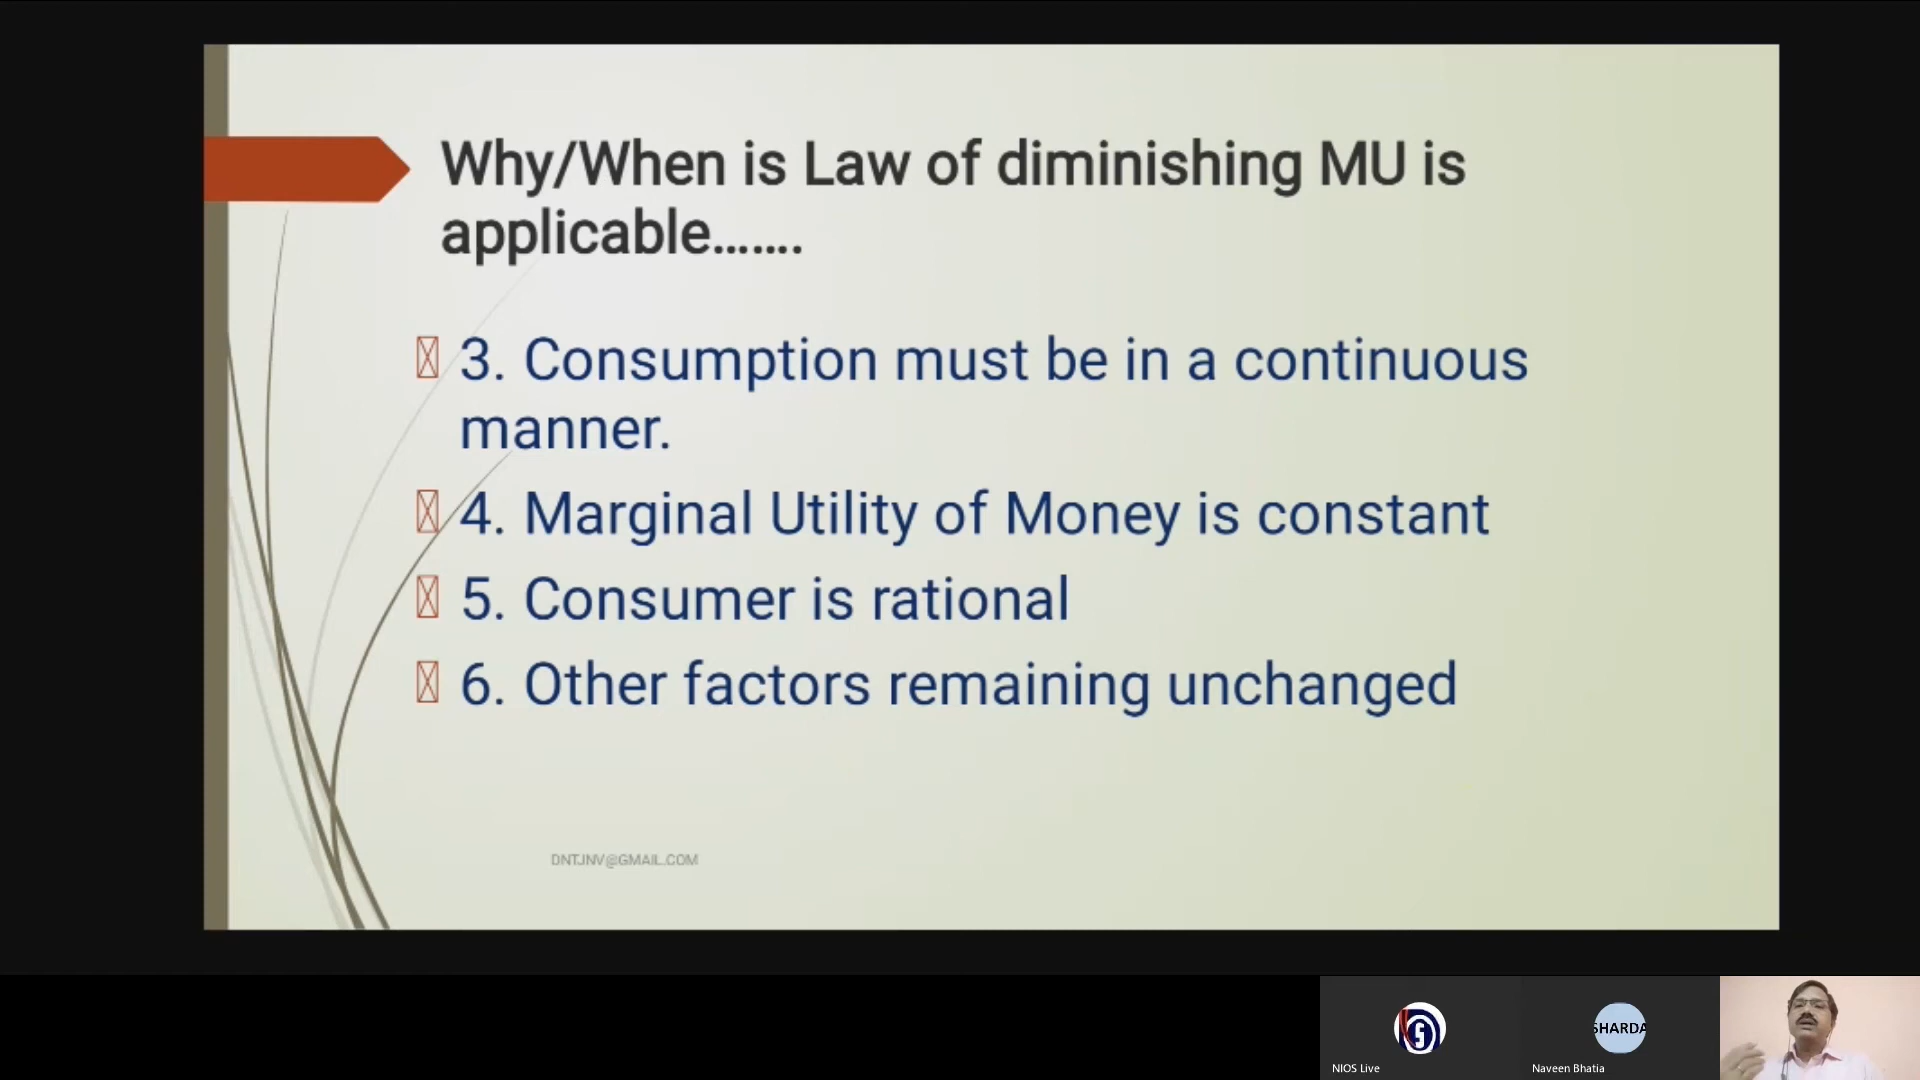 Why/When is Law of diminishing MU is
applicable.......
3. Consumption must be in a continuous
manner.
4. Marginal Utility of Money is constant
5. Consumer is rational
6. Other factors remaining unchanged
DNTJNV@GMAIL.COM
SHARDA
NIOS Live
Naveen Bhatia